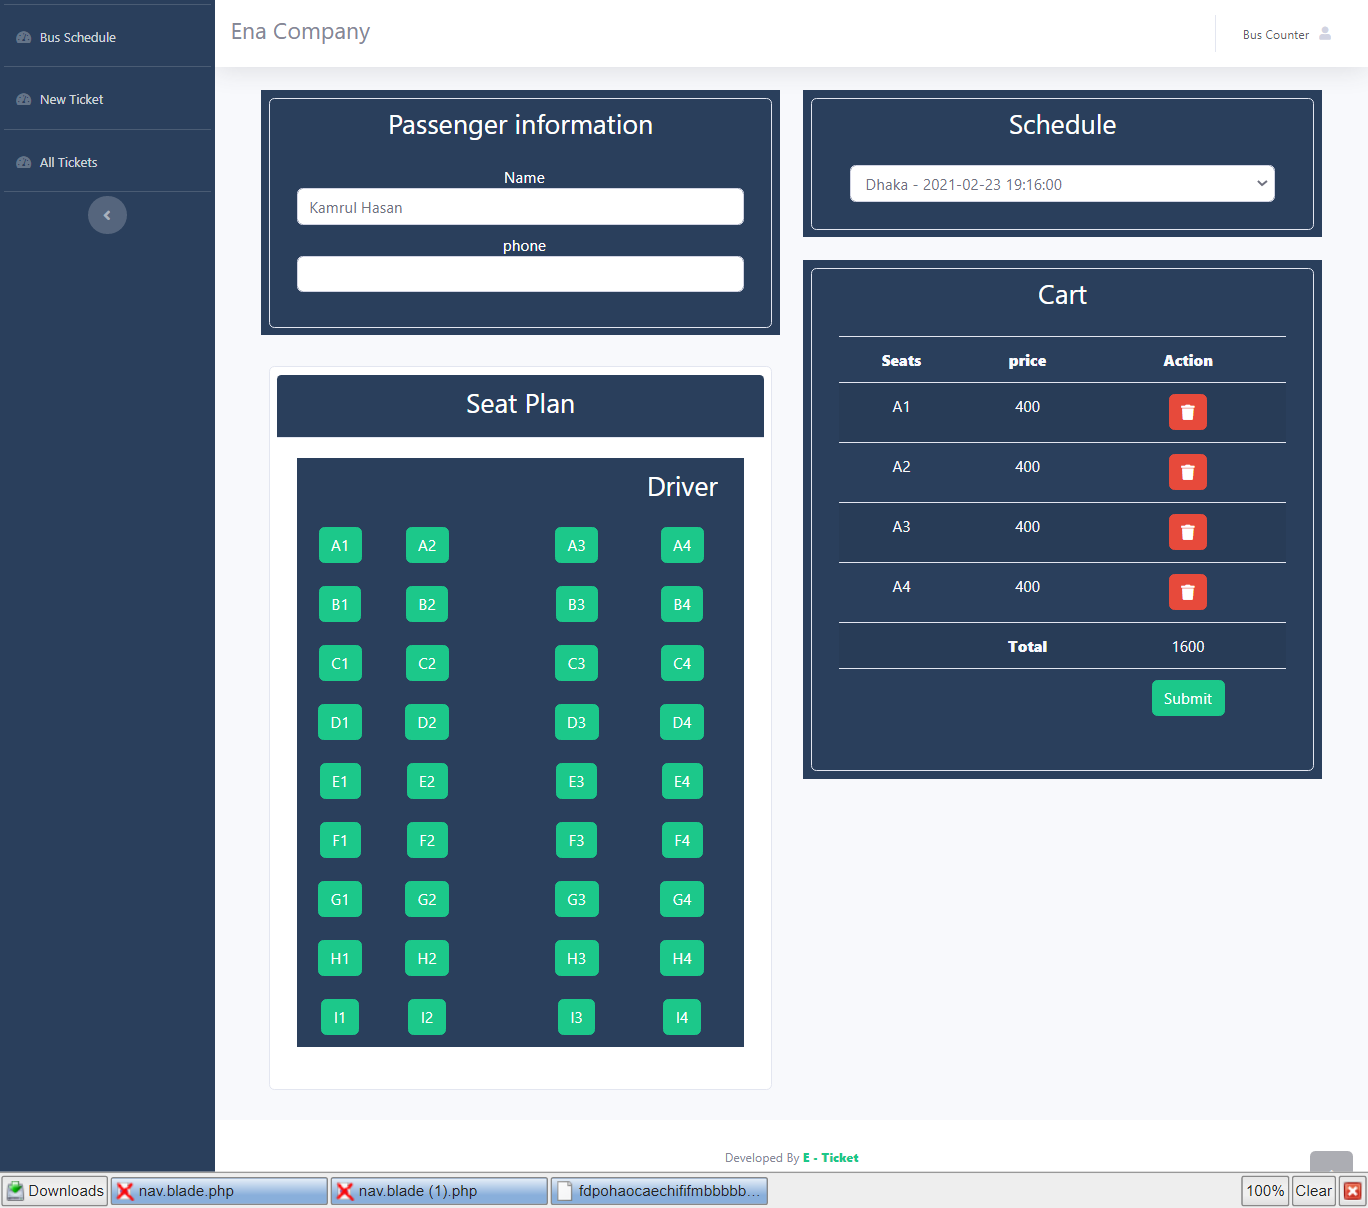 Bus Schedule
New Ticket
All Tickets
Ena Company
Bus Counter
Passenger information
Name
Kamrul Hasan
phone
Schedule
Dhaka - 2021-02-23 19:16:00
Seat Plan
Driver
A1 A2 A3 A4
B1 B2 B3 B4
C1 C2 C3 C4
D1 D2 D3 D4
E1 E2 E3 E4
F1 F2 F3 F4
G1 G2 G3 G4
H1 H2 H3 H4
I1 I2 I3 I4
Cart
Seats price Action
A1 400
A2 400
A3 400
A4 400
Total 1600
Submit
Developed By E - Ticket
Downloads nav.blade.php nav.blade (1).php fdpohaocaechififmbbbbb... 100% Clear